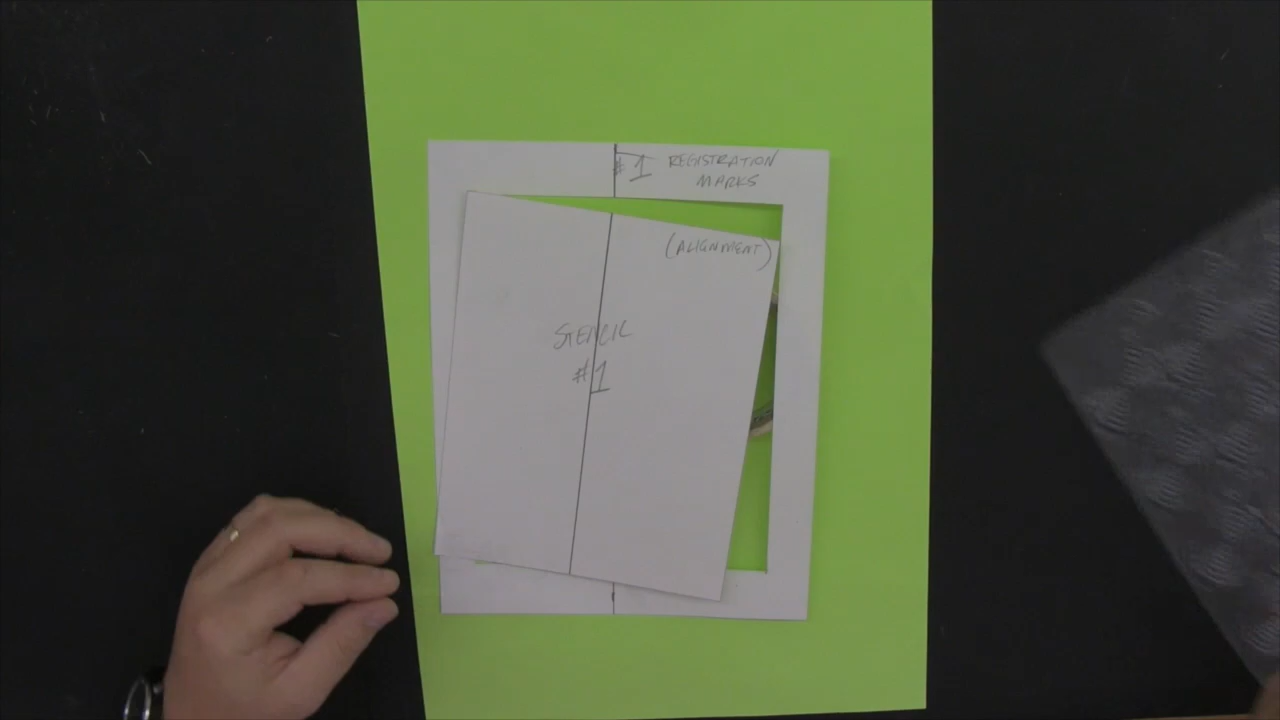 #1 REGISTRATION
MARKS
(ALIGNMENT)
STENCIL
#1